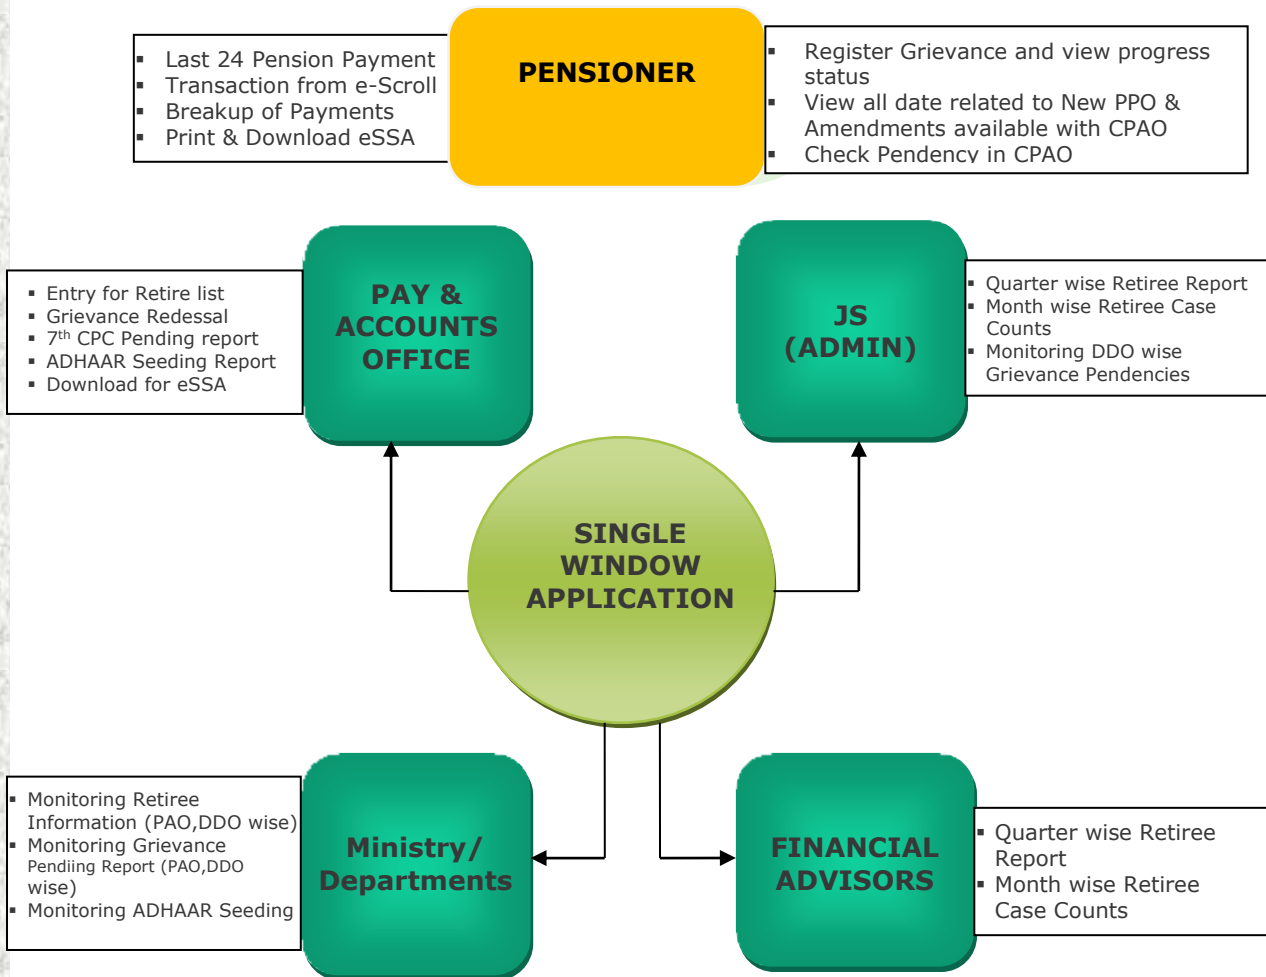 ▪ Last 24 Pension Payment
▪ Transaction from e-Scroll
▪ Breakup of Payments
▪ Print & Download eSSA
PENSIONER
▪ Register Grievance and view progress
status
▪ View all date related to New PPO &
Amendments available with CPAO
▪ Check Pendency in CPAO
▪ Entry for Retire list
▪ Grievance Redessal
▪ 7th CPC Pending report
▪ ADHAAR Seeding Report
▪ Download for eSSA
PAY &
ACCOUNTS
OFFICE
JS
(ADMIN)
▪ Quarter wise Retiree Report
▪ Month wise Retiree Case
Counts
▪ Monitoring DDO wise
Grievance Pendencies
SINGLE
WINDOW
APPLICATION
▪ Monitoring Retiree
Information (PAO,DDO wise)
▪ Monitoring Grievance
Pendiing Report (PAO,DDO
wise)
▪ Monitoring ADHAAR Seeding
Ministry/
Departments
FINANCIAL
ADVISORS
▪ Quarter wise Retiree
Report
▪ Month wise Retiree
Case Counts